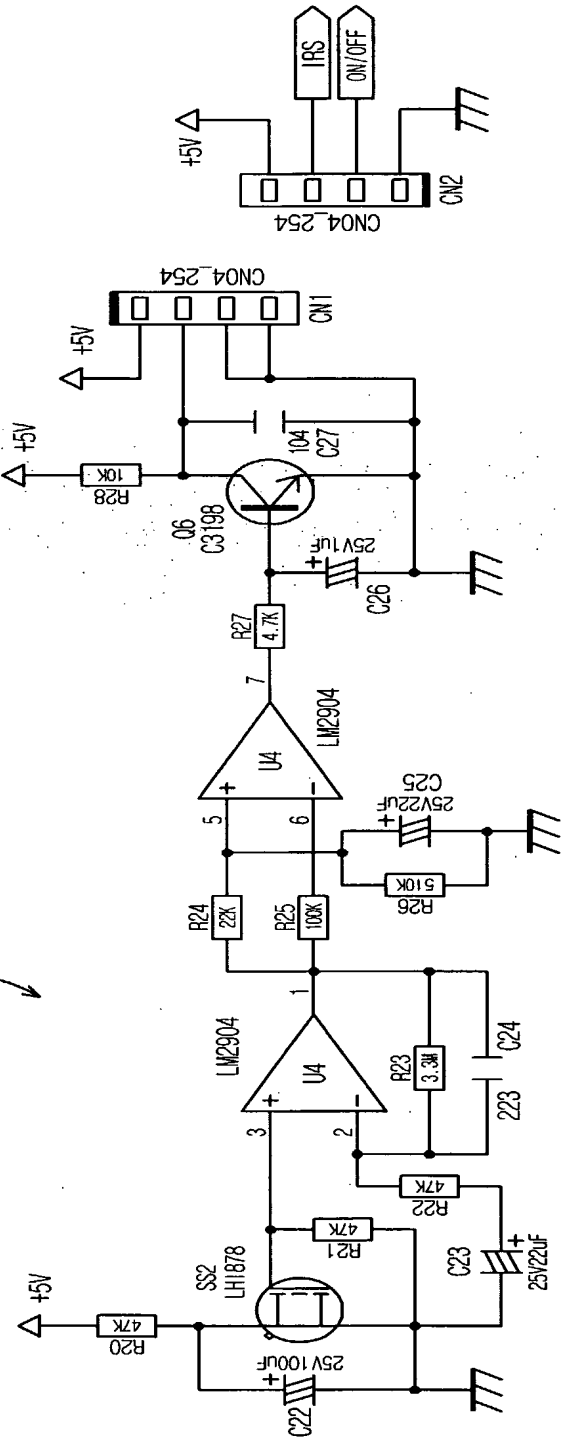 +5V
47K
R20
25V100uF
C22
SS2
LHI878
47K
R21
47K
R22
C23
25V22uF
3
2
LM2904
U4
1
R23
3.3M
C24
223
R24
22K
R25
100K
5
6
U4
7
LM2904
510K
R26
25V22uF
C25
R27
4.7K
25V1uF
C26
Q6
C3198
+5V
10K
R28
104
C27
+5V
CN04_254
CN1
+5V
CN04_254
CN2
IRS
ON/OFF